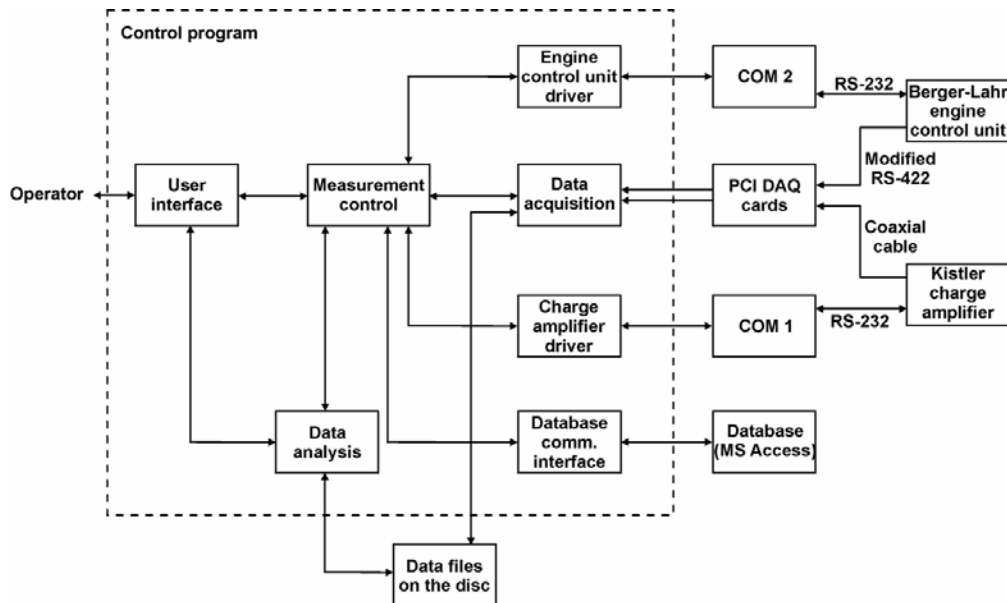 Control program
Engine
control unit
driver
COM 2
RS-232
Berger-Lahr
engine
control unit
Modified
RS-422
Operator
User
interface
Measurement
control
Data
acquisition
PCI DAQ
cards
Coaxial
cable
Kistler
charge
amplifier
Charge
amplifier
driver
COM 1
RS-232
Data
analysis
Database
comm.
interface
Database
(MS Access)
Data files
on the disc